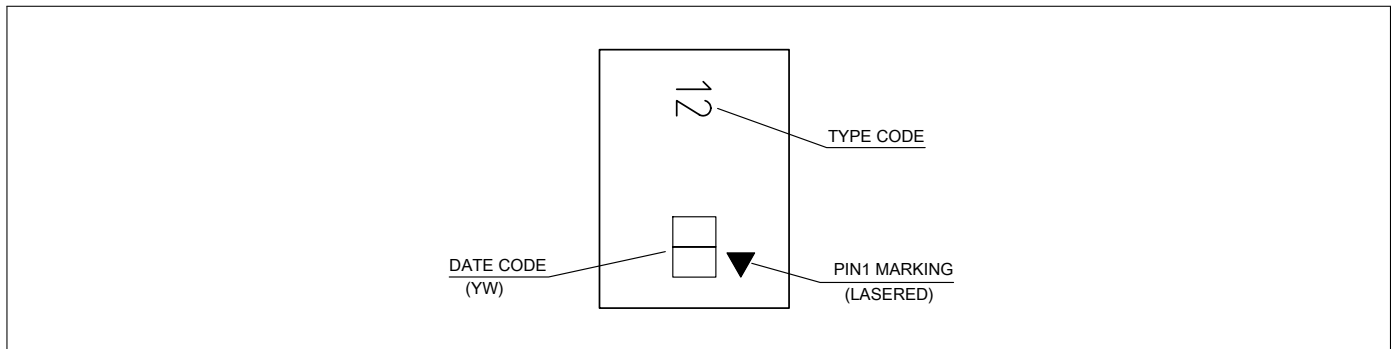 12
TYPE CODE
DATE CODE
(YW)
PIN1 MARKING
(LASERED)